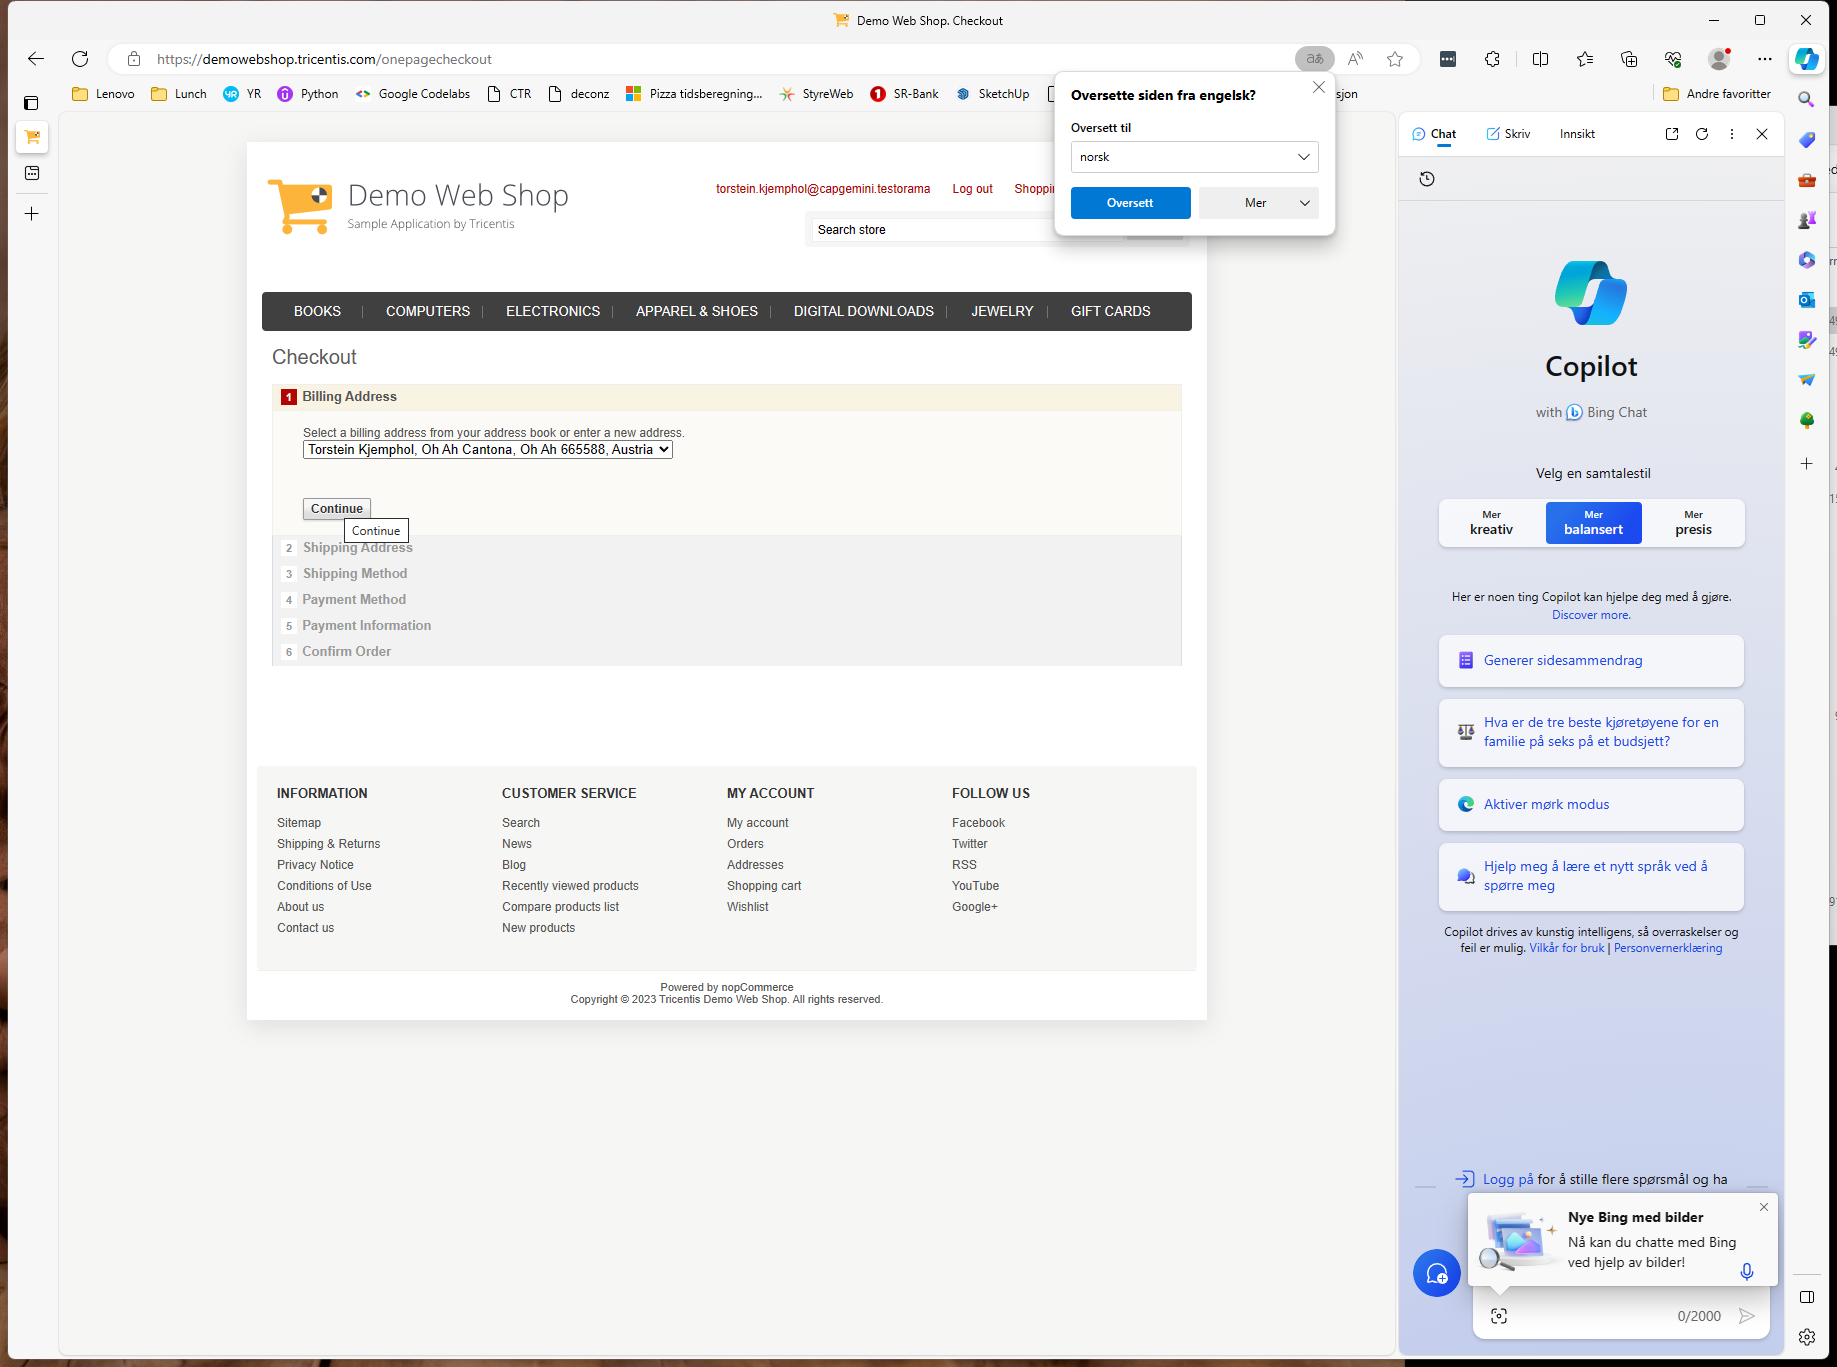 Demo Web Shop. Checkout
https://demowebshop.tricentis.com/onepagecheckout
Lenovo
Lunch
YR
Python
Google Codelabs
CTR
deconz
Pizza tidsberegning...
StyreWeb
SR-Bank
SketchUp
sjon
Andre favoritter
Oversette siden fra engelsk?
Oversett til
norsk
Oversett
Mer
Demo Web Shop
Sample Application by Tricentis
torstein.kjemphol@capgemini.testorama
Log out
Shoppi
Search store
BOOKS
COMPUTERS
ELECTRONICS
APPAREL & SHOES
DIGITAL DOWNLOADS
JEWELRY
GIFT CARDS
Checkout
1 Billing Address
Select a billing address from your address book or enter a new address.
Torstein Kjemphol, Oh Ah Cantona, Oh Ah 665588, Austria
Continue
Continue
2 Shipping Address
3 Shipping Method
4 Payment Method
5 Payment Information
6 Confirm Order
INFORMATION
Sitemap
Shipping & Returns
Privacy Notice
Conditions of Use
About us
Contact us
CUSTOMER SERVICE
Search
News
Blog
Recently viewed products
Compare products list
New products
MY ACCOUNT
My account
Orders
Addresses
Shopping cart
Wishlist
FOLLOW US
Facebook
Twitter
RSS
YouTube
Google+
Powered by nopCommerce
Copyright © 2023 Tricentis Demo Web Shop. All rights reserved.
Chat
Skriv
Innsikt
Copilot
with Bing Chat
Velg en samtalestil
Mer
kreativ
Mer
balansert
Mer
presis
Her er noen ting Copilot kan hjelpe deg med å gjøre.
Discover more.
Generer sidesammendrag
Hva er de tre beste kjøretøyene for en
familie på seks på et budsjett?
Aktiver mørk modus
Hjelp meg å lære et nytt språk ved å
spørre meg
Copilot drives av kunstig intelligens, så overraskelser og
feil er mulig. Vilkår for bruk | Personvernerklæring
Logg på for å stille flere spørsmål og ha
Nye Bing med bilder
Nå kan du chatte med Bing
ved hjelp av bilder!
0/2000